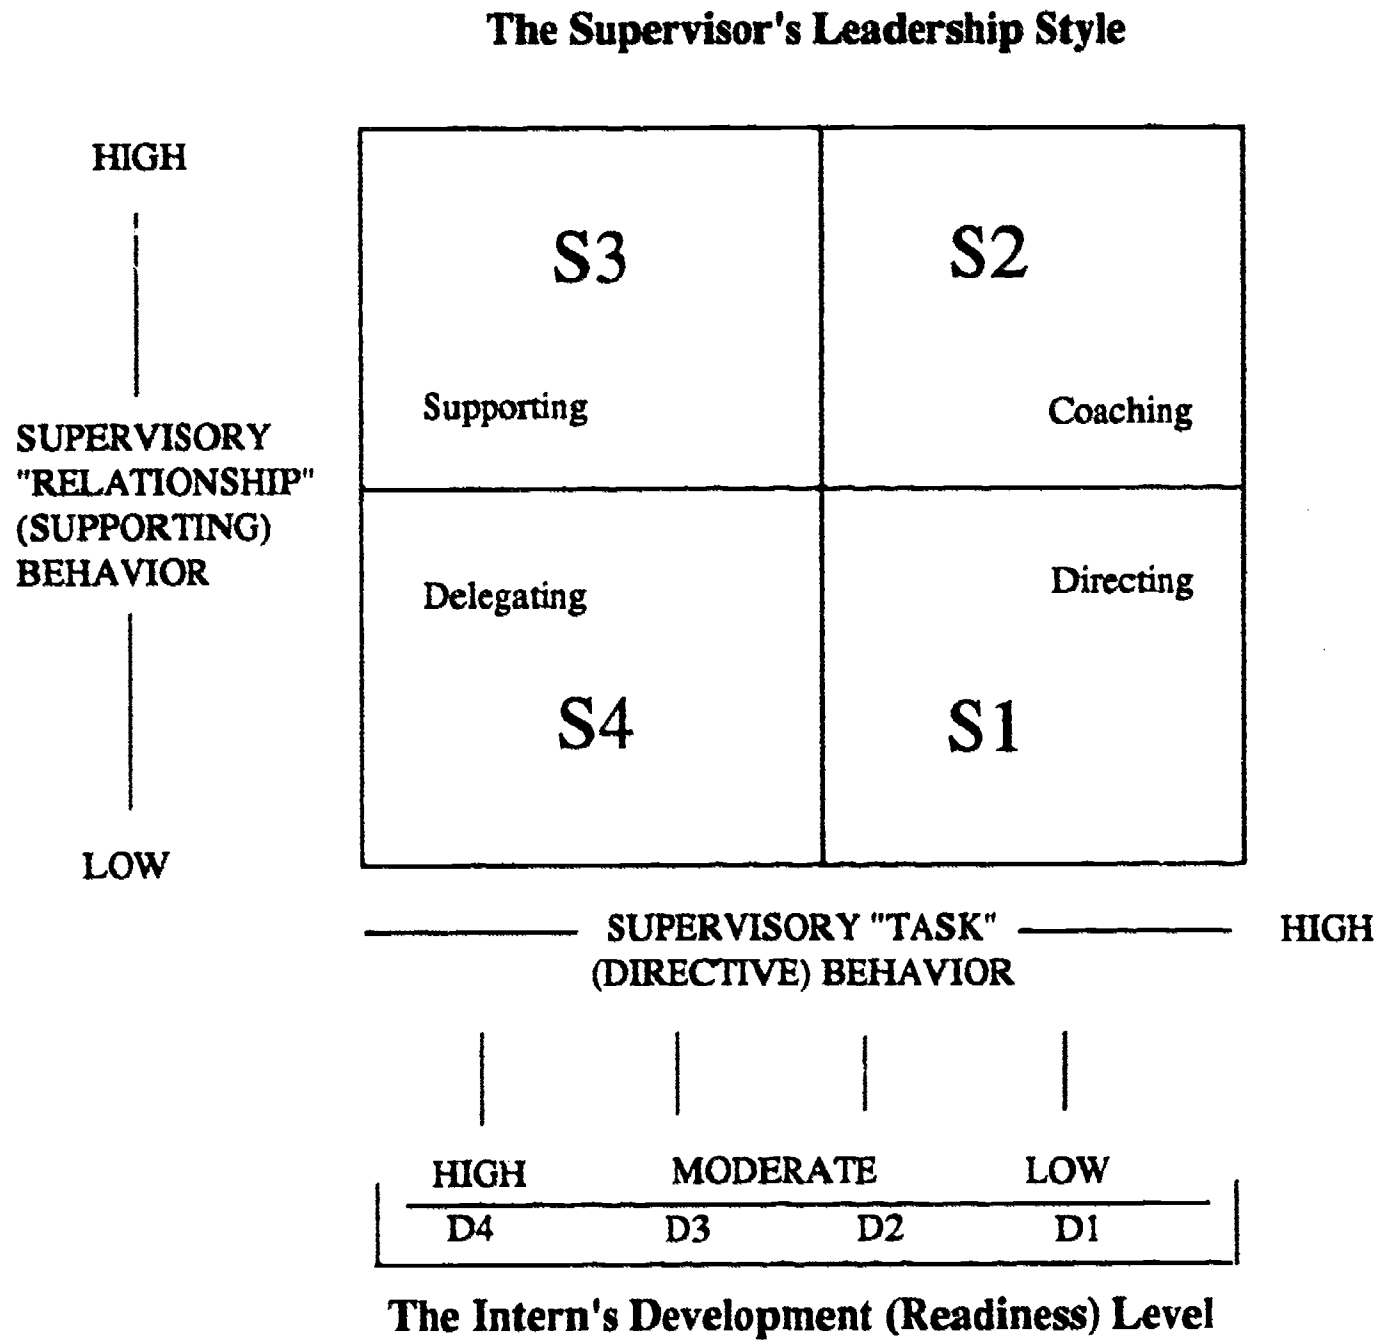 The Supervisor's Leadership Style
HIGH
S3
S2
Supporting
Coaching
SUPERVISORY
"RELATIONSHIP"
(SUPPORTING)
BEHAVIOR
Delegating
Directing
S4
S1
LOW
SUPERVISORY "TASK"
(DIRECTIVE) BEHAVIOR
HIGH
HIGH MODERATE LOW
D4 D3 D2 D1
The Intern's Development (Readiness) Level